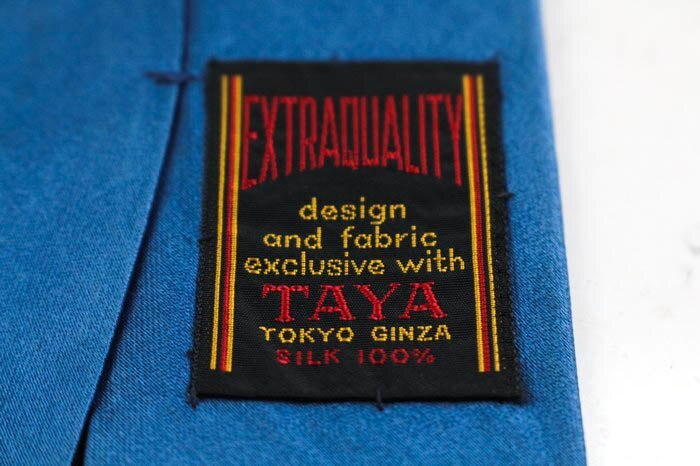 EXTRAQUALITY
design
and fabric
exclusive with
TAYA
TOKYO GINZA
SILK 100%